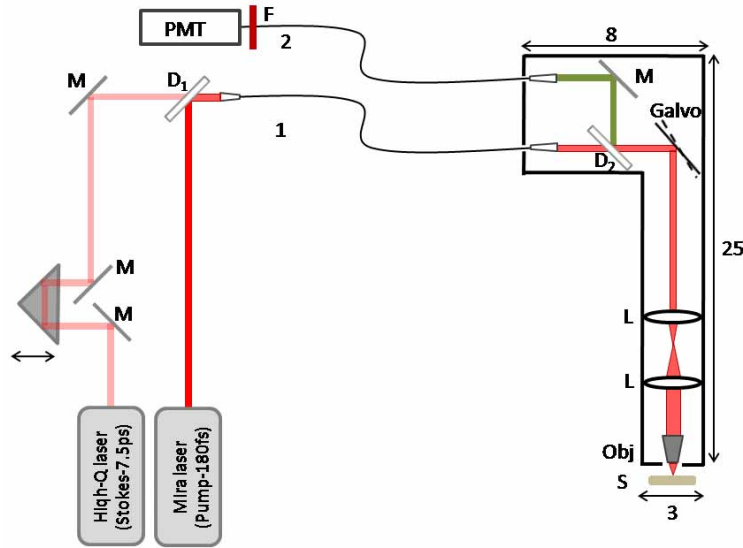 PMT
F
2
8
M
D1
M
Galvo
1
D2
25
M
M
L
L
Obj
S
3
High-Q laser
(Stokes-7.5ps)
Mira laser
(Pump-180fs)